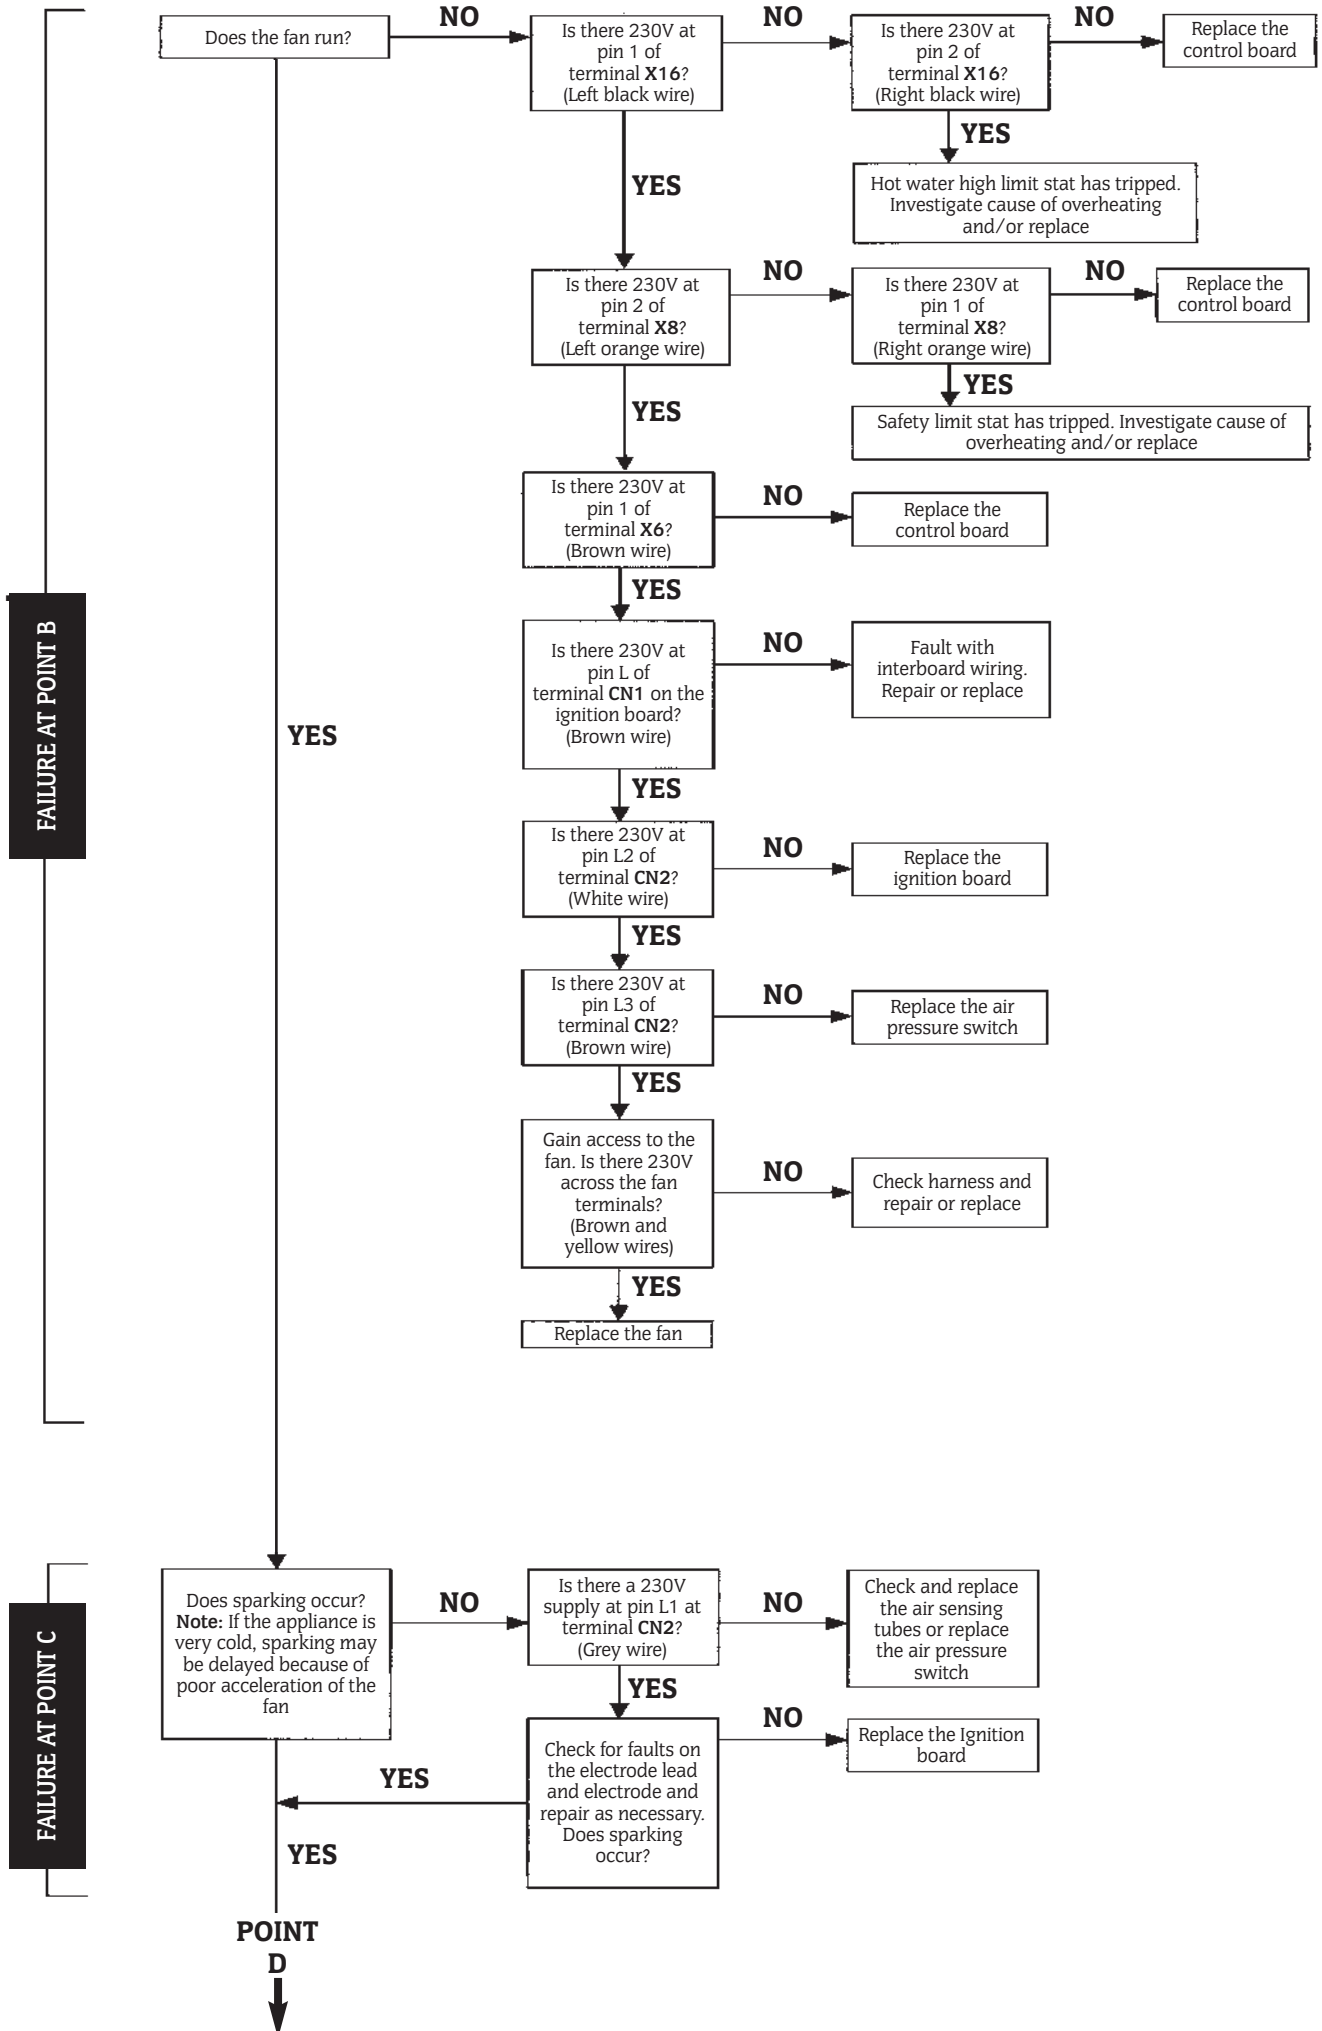 FAILURE AT POINT B
Does the fan run?
NO
Is there 230V at
pin 1 of
terminal X16?
(Left black wire)
NO
Is there 230V at
pin 2 of
terminal X16?
(Right black wire)
NO
Replace the
control board
YES
Hot water high limit stat has tripped.
Investigate cause of overheating
and/or replace
YES
Is there 230V at
pin 2 of
terminal X8?
(Left orange wire)
NO
Is there 230V at
pin 1 of
terminal X8?
(Right orange wire)
NO
Replace the
control board
YES
Safety limit stat has tripped. Investigate cause of
overheating and/or replace
YES
Is there 230V at
pin 1 of
terminal X6?
(Brown wire)
NO
Replace the
control board
YES
Is there 230V at
pin L of
terminal CN1 on the
ignition board?
(Brown wire)
NO
Fault with
interboard wiring.
Repair or replace
YES
YES
Is there 230V at
pin L2 of
terminal CN2?
(White wire)
NO
Replace the
ignition board
YES
Is there 230V at
pin L3 of
terminal CN2?
(Brown wire)
NO
Replace the air
pressure switch
YES
Gain access to the
fan. Is there 230V
across the fan
terminals?
(Brown and
yellow wires)
NO
Check harness and
repair or replace
YES
Replace the fan
FAILURE AT POINT C
Does sparking occur?
Note: If the appliance is
very cold, sparking may
be delayed because of
poor acceleration of the
fan
NO
Is there a 230V
supply at pin L1 at
terminal CN2?
(Grey wire)
NO
Check and replace
the air sensing
tubes or replace
the air pressure
switch
YES
Check for faults on
the electrode lead
and electrode and
repair as necessary.
Does sparking
occur?
NO
Replace the Ignition
board
YES
YES
POINT
D